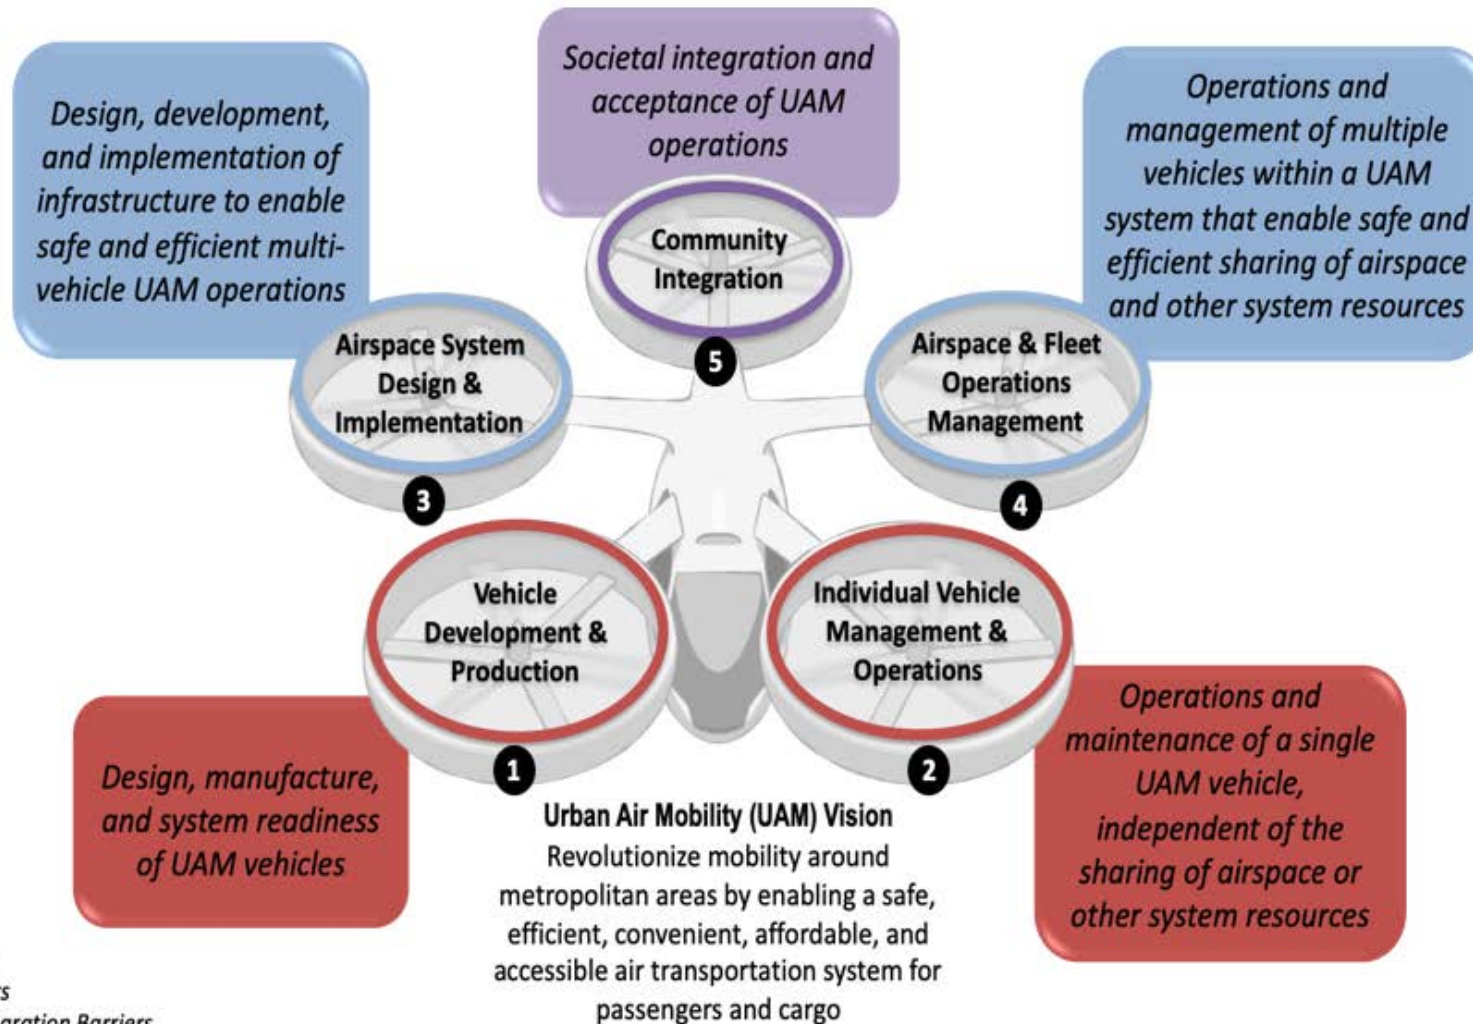 Societal integration and
acceptance of UAM
operations
Design, development,
and implementation of
infrastructure to enable
safe and efficient multi-
vehicle UAM operations
Operations and
management of multiple
vehicles within a UAM
system that enable safe and
efficient sharing of airspace
and other system resources
Community
Integration
5
Airspace System
Design &
Implementation
3
Airspace & Fleet
Operations
Management
4
Vehicle
Development &
Production
1
Individual Vehicle
Management &
Operations
2
Design, manufacture,
and system readiness
of UAM vehicles
Operations and
maintenance of a single
UAM vehicle,
independent of the
sharing of airspace or
other system resources
Urban Air Mobility (UAM) Vision
Revolutionize mobility around
metropolitan areas by enabling a safe,
efficient, convenient, affordable, and
accessible air transportation system for
passengers and cargo
Barriers